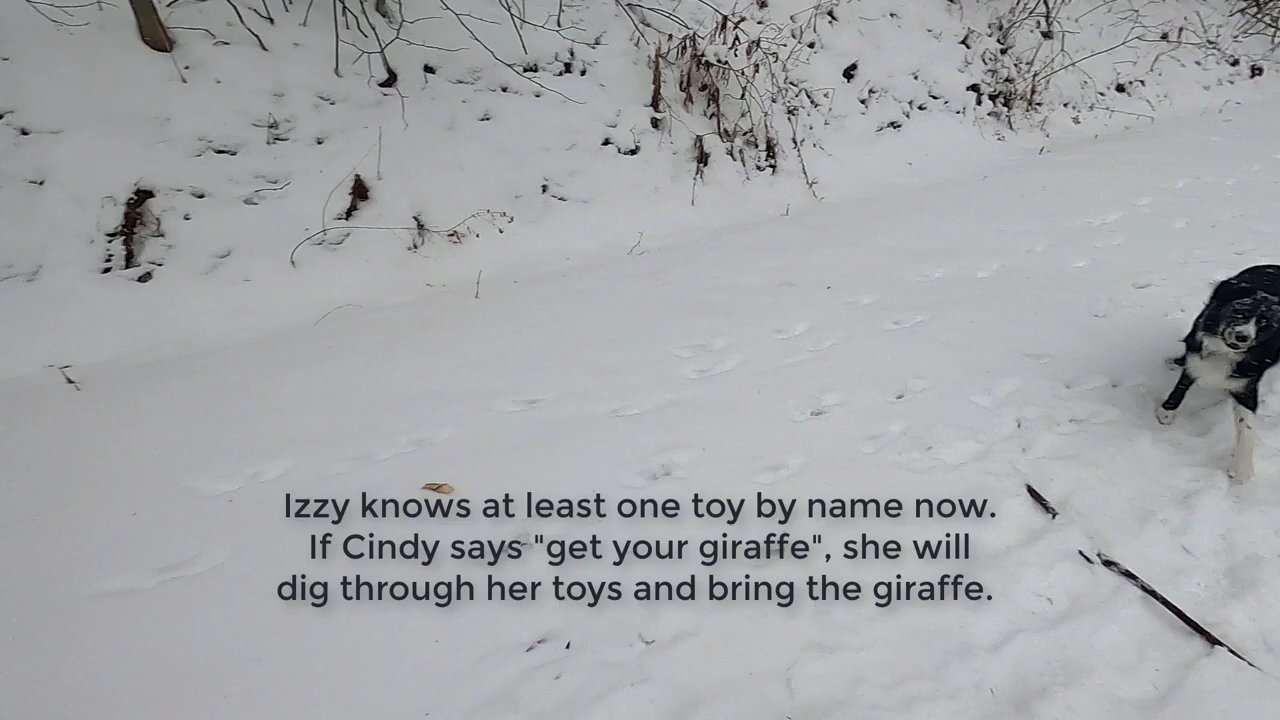 Izzy knows at least one toy by name now.
If Cindy says "get your giraffe", she will
dig through her toys and bring the giraffe.